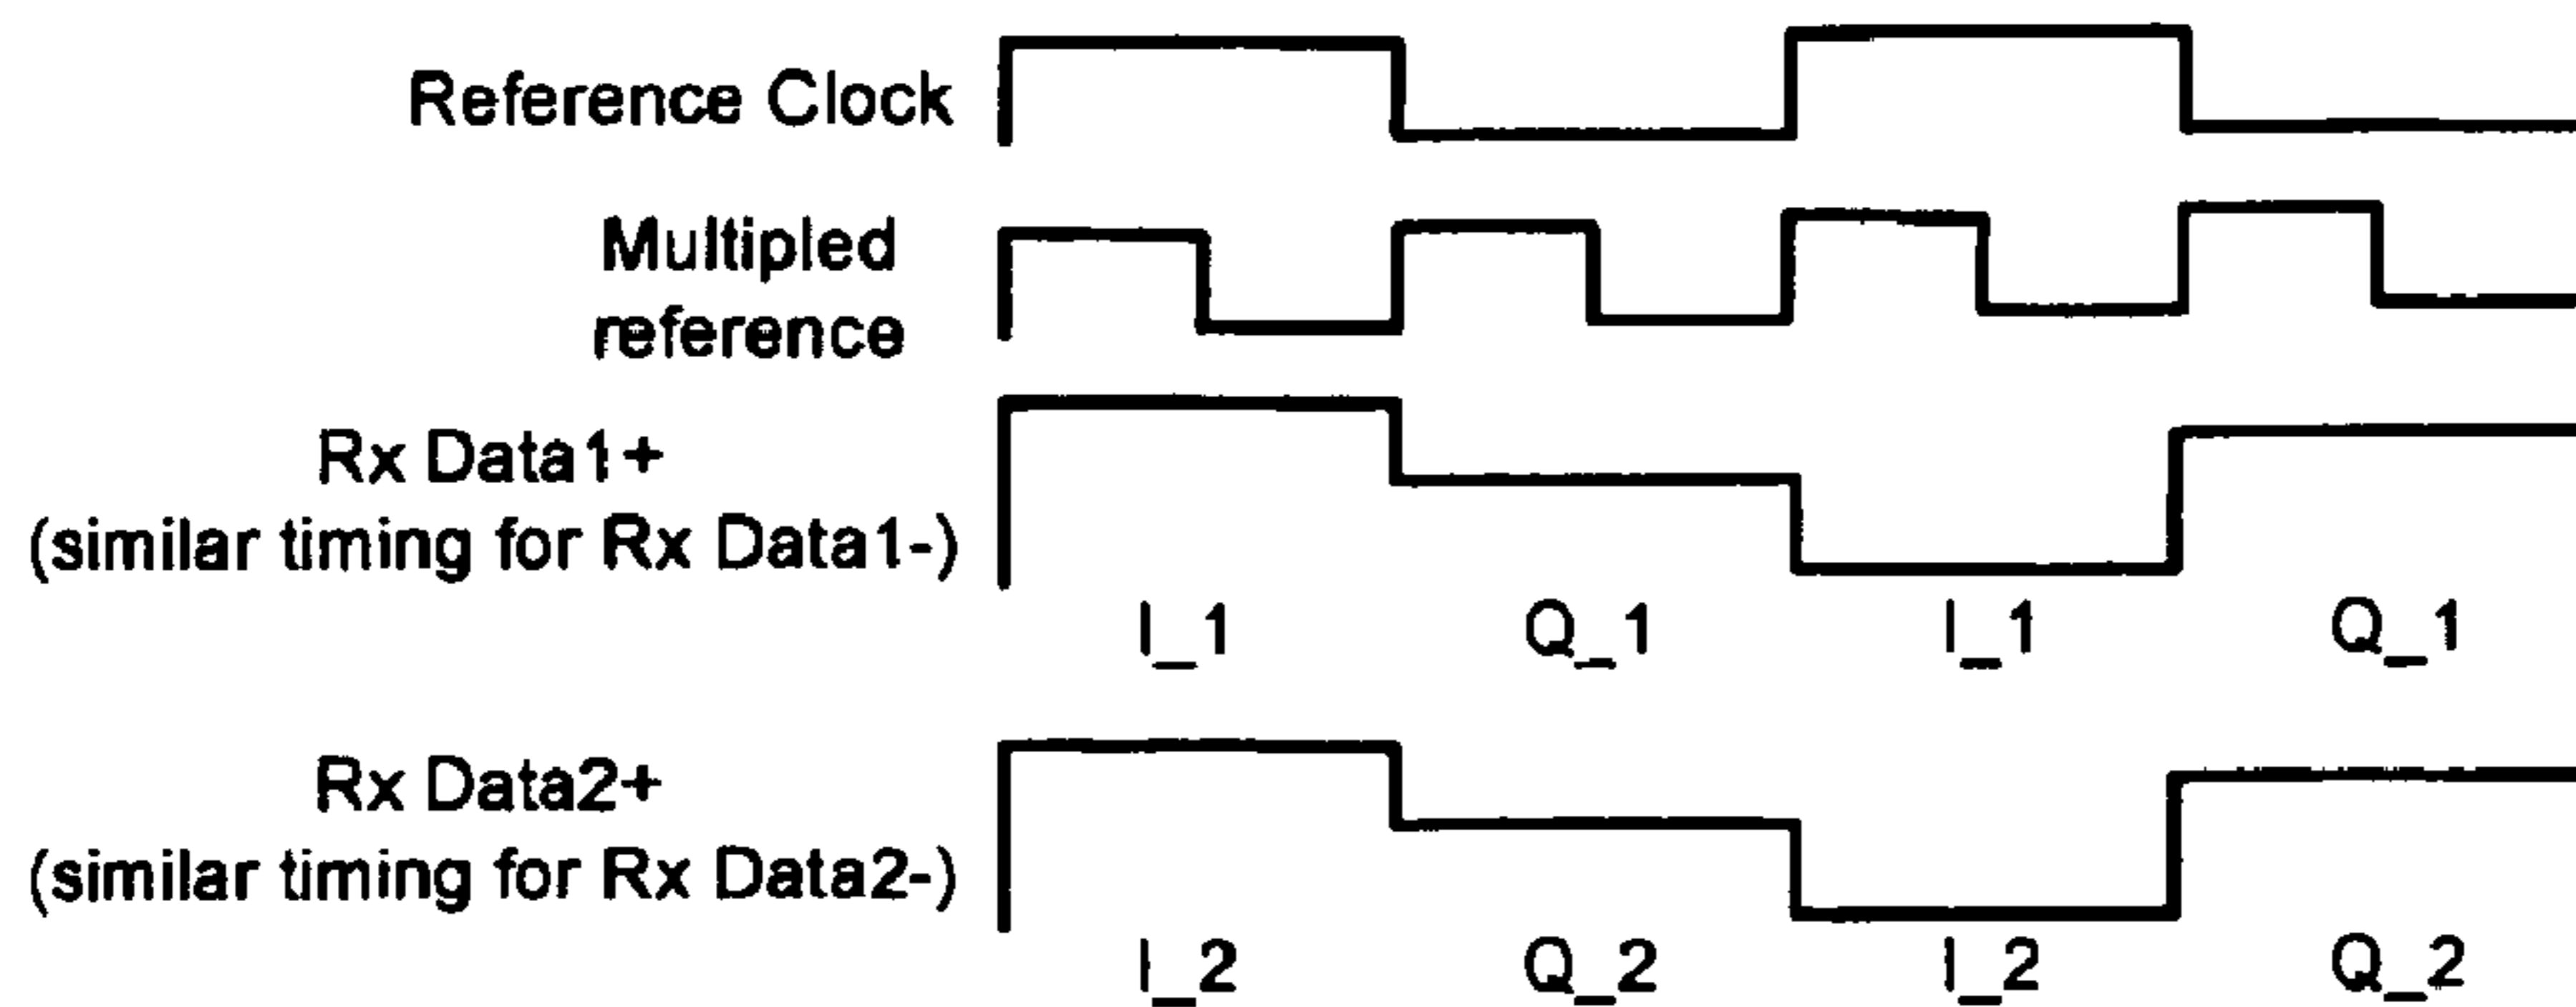 Reference Clock
Multipled
reference
Rx Data1+
(similar timing for Rx Data1-)
I_1 Q_1 I_1 Q_1
Rx Data2+
(similar timing for Rx Data2-)
I_2 Q_2 I_2 Q_2